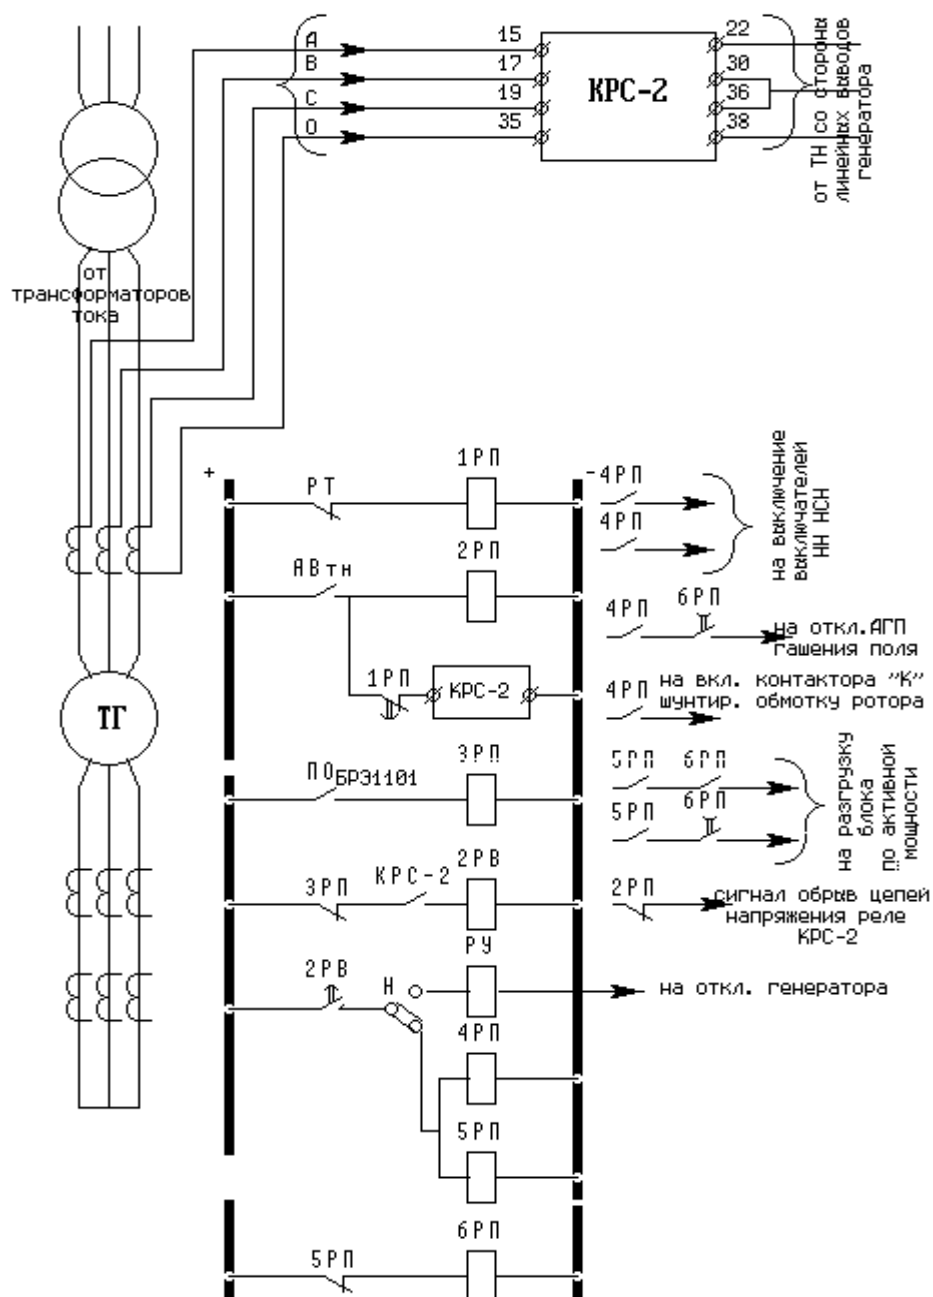 А 15 22
В 17 30
С 19 КРС-2 36
О 35 38
от ТН со стороны
линейных выводов
генератора
от
трансформаторов
тока
+ -
РТ 1РП 4РП
4РП
на выключение
выключателей
НН НСН
АВтн 2РП
4РП 6РП
на откл.АГП
гашения поля
1РП КРС-2
4РП
на вкл. контактора "К"
шунтир. обмотку ротора
ТГ
ПО БРЭ1101 3РП
5РП 6РП
5РП 6РП
на разгрузку
блока
по активной
мощности
3РП КРС-2 2РВ
2РП
сигнал обрыв цепей
напряжения реле
КРС-2
2РВ Н РУ
на откл. генератора
4РП
5РП
5РП 6РП